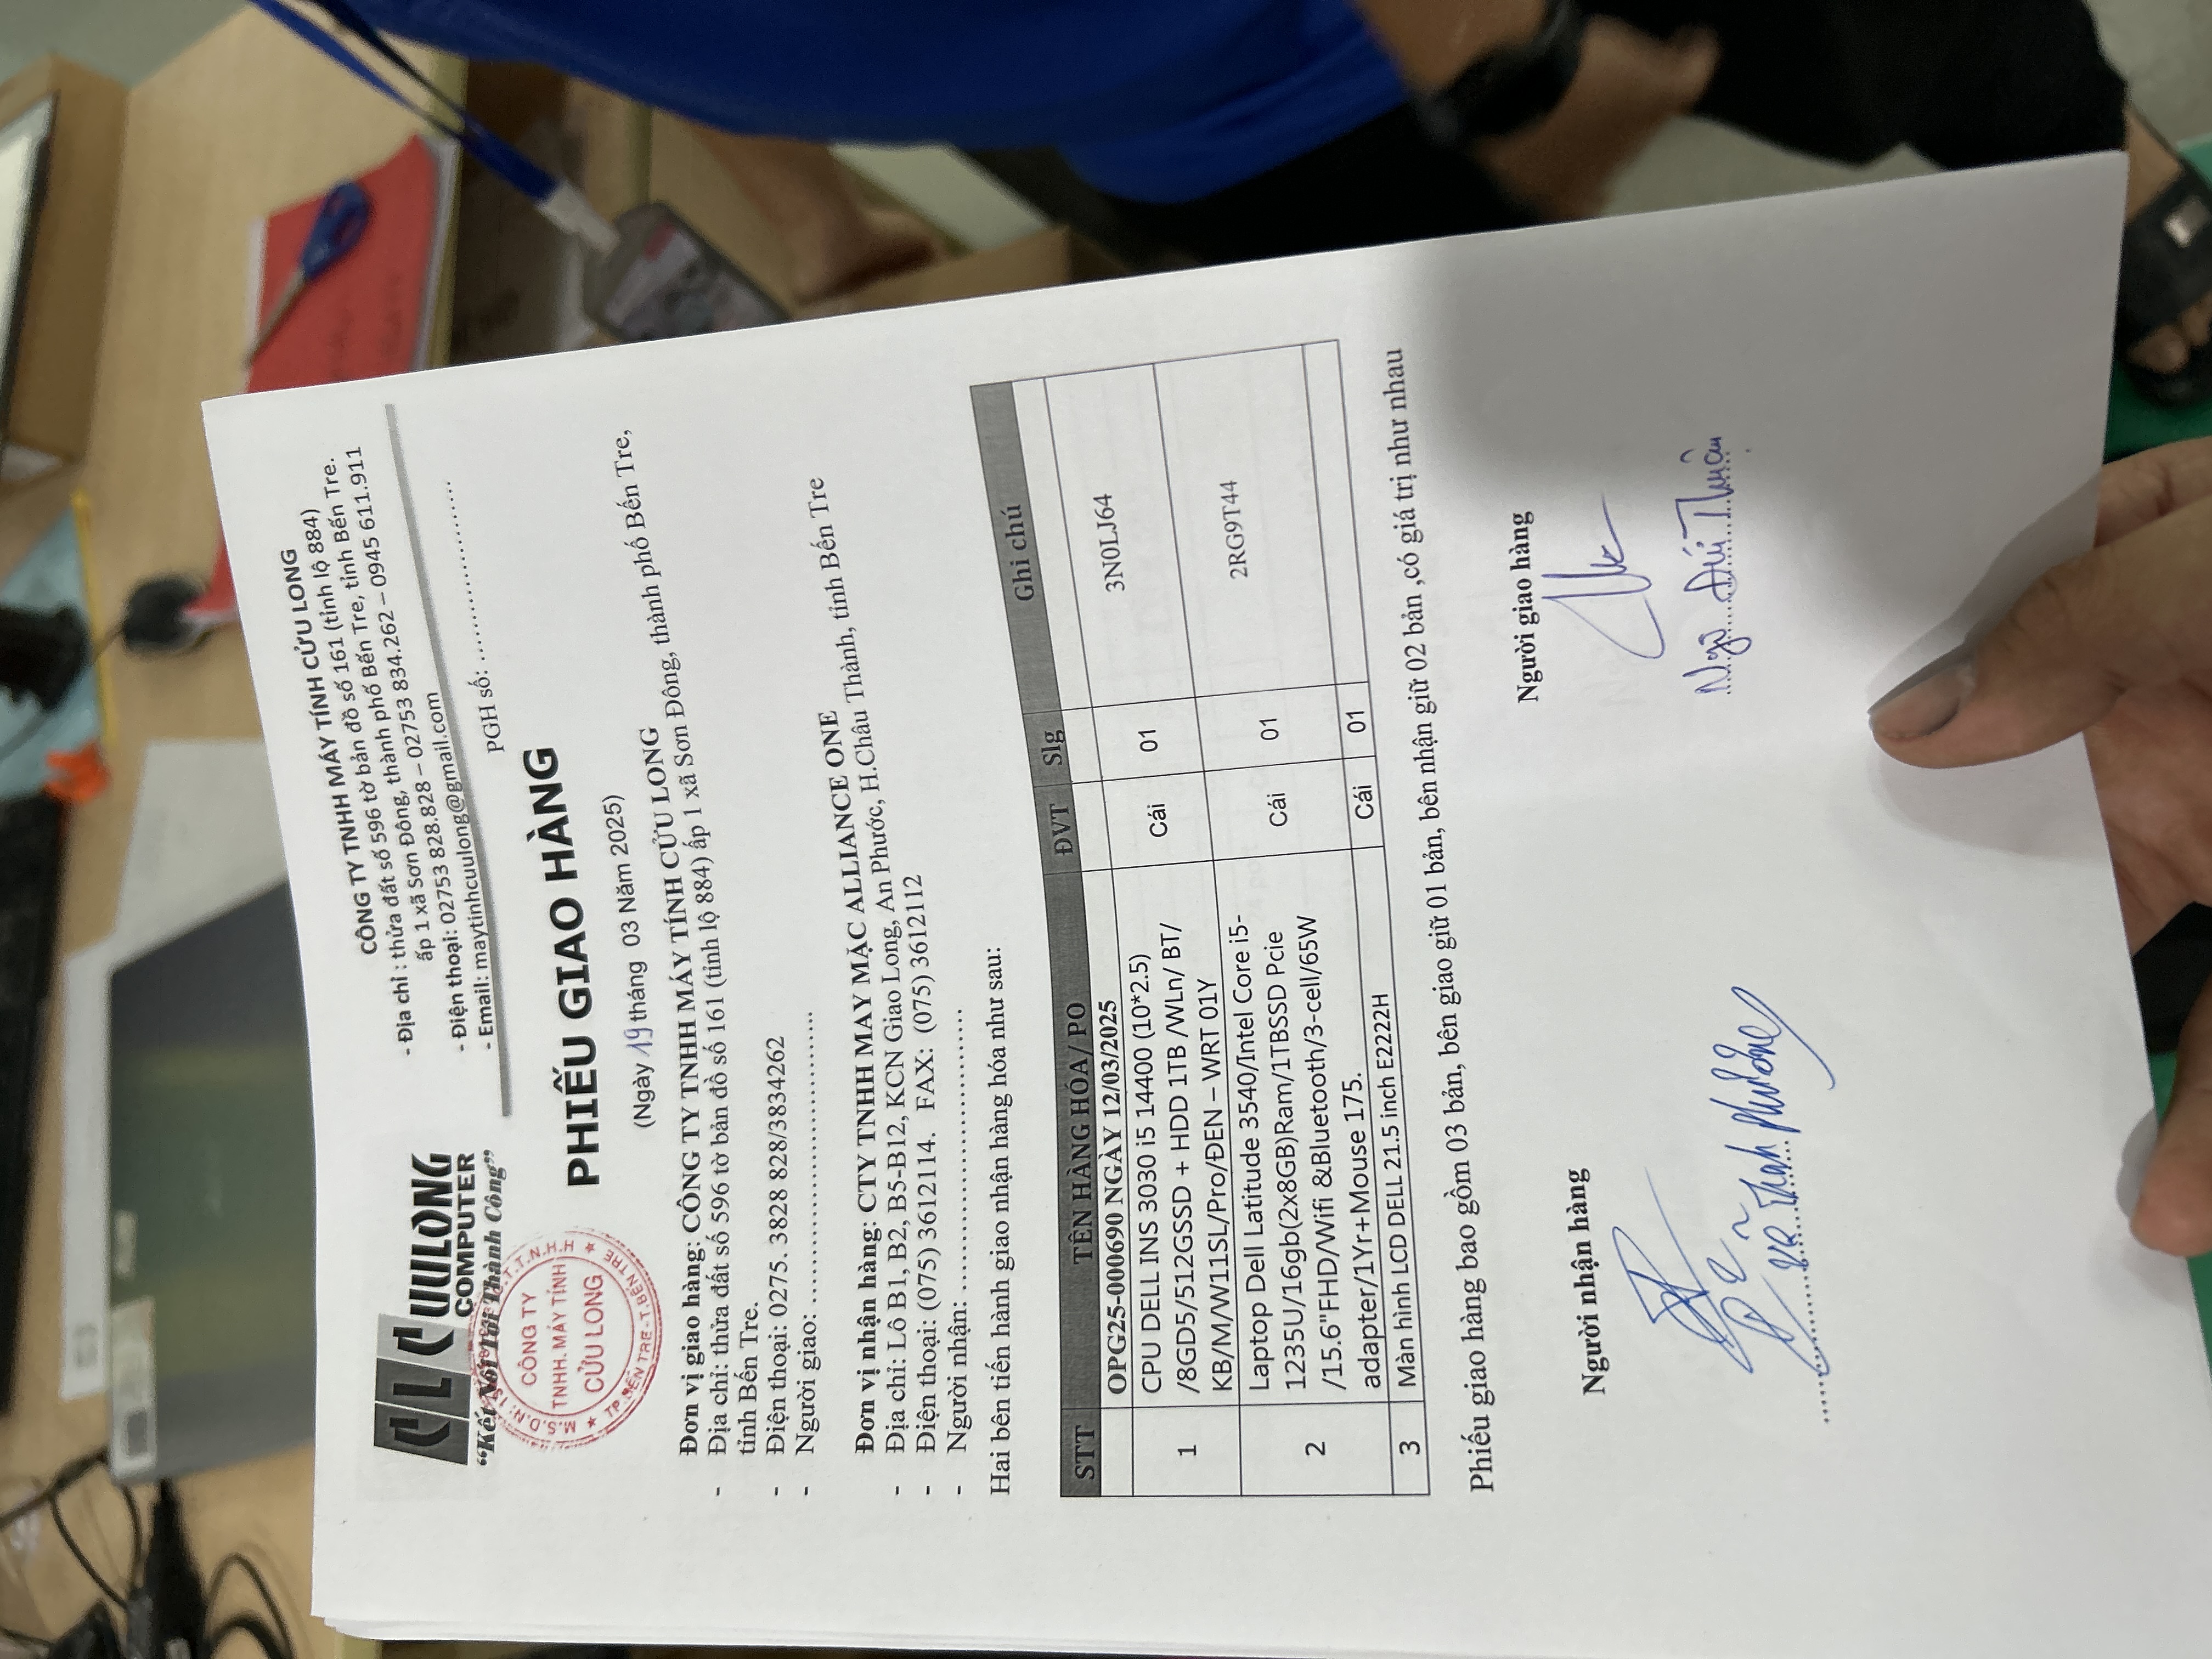 CLC
UULONG
COMPUTER
“Kết Nối Tới Thành Công”
CÔNG TY TNHH MÁY TÍNH CỬU LONG
- Địa chỉ : thửa đất số 596 tờ bản đồ số 161 (tỉnh lộ 884)
ấp 1 xã Sơn Đông, thành phố Bến Tre, tỉnh Bến Tre.
- Điện thoại: 02753 828.828 – 02753 834.262 – 0945 611.911
- Email: maytinhcuulong@gmail.com
PGH số: ..............................
CÔNG TY
TNHH. MÁY TÍNH
CỬU LONG
TP.BẾN TRE-T.BẾN TRE
PHIẾU GIAO HÀNG
(Ngày 19 tháng 03 Năm 2025)
Đơn vị giao hàng: CÔNG TY TNHH MÁY TÍNH CỬU LONG
- Địa chỉ: thửa đất số 596 tờ bản đồ số 161 (tỉnh lộ 884) ấp 1 xã Sơn Đông, thành phố Bến Tre,
tỉnh Bến Tre.
- Điện thoại: 0275. 3828 828/3834262
- Người giao: ........................................
Đơn vị nhận hàng: CTY TNHH MAY MẶC ALLIANCE ONE
- Địa chỉ: Lô B1, B2, B5-B12, KCN Giao Long, An Phước, H.Châu Thành, tỉnh Bến Tre
- Điện thoại: (075) 3612114. FAX: (075) 3612112
- Người nhận: ........................................
Hai bên tiến hành giao nhận hàng hóa như sau:
STT TÊN HÀNG HÓA/ PO ĐVT Slg Ghi chú
OPG25-000690 NGÀY 12/03/2025
1 CPU DELL INS 3030 i5 14400 (10*2.5) Cái 01 3N0LJ64
/8GD5/512GSSD + HDD 1TB /WLn/ BT/
KB/M/W11SL/Pro/ĐEN – WRT 01Y
2 Laptop Dell Latitude 3540/Intel Core i5- Cái 01 2RG9T44
1235U/16gb(2x8GB)Ram/1TBSSD Pcie
/15.6"FHD/Wifi &Bluetooth/3-cell/65W
adapter/1Yr+Mouse 175.
3 Màn hình LCD DELL 21.5 inch E2222H Cái 01
Phiếu giao hàng bao gồm 03 bản, bên giao giữ 01 bản, bên nhận giữ 02 bản ,có giá trị như nhau
Người nhận hàng Người giao hàng
Thanh Phương
Ngô Đức Thuận